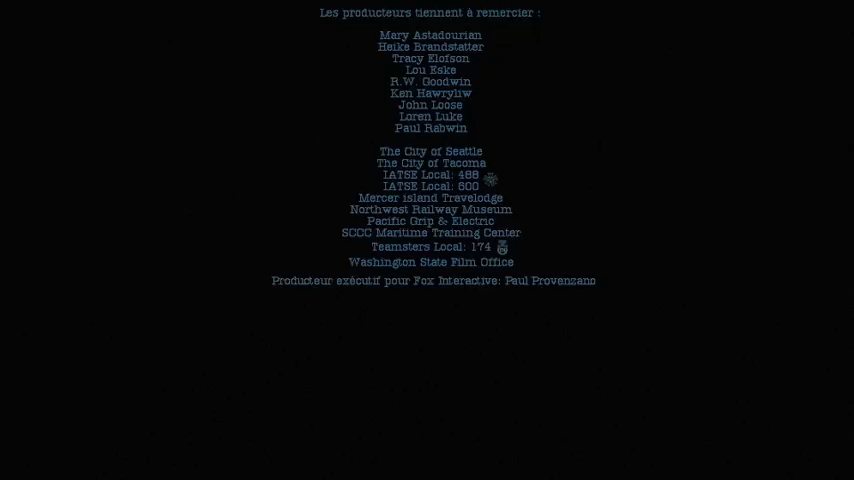 Les producteurs tiennent à remercier :
Mary Astadourian
Heike Brandstatter
Tracy Elofson
Lou Eske
R.W. Goodwin
Ken Hawryliw
John Loose
Loren Luke
Paul Rabwin
The City of Seattle
The City of Tacoma
IATSE Local: 488
IATSE Local: 600
Mercer island Travelodge
Northwest Railway Museum
Pacific Grip & Electric
SCCC Maritime Training Center
Teamsters Local: 174
Washington State Film Office
Producteur exécutif pour Fox Interactive: Paul Provenzano